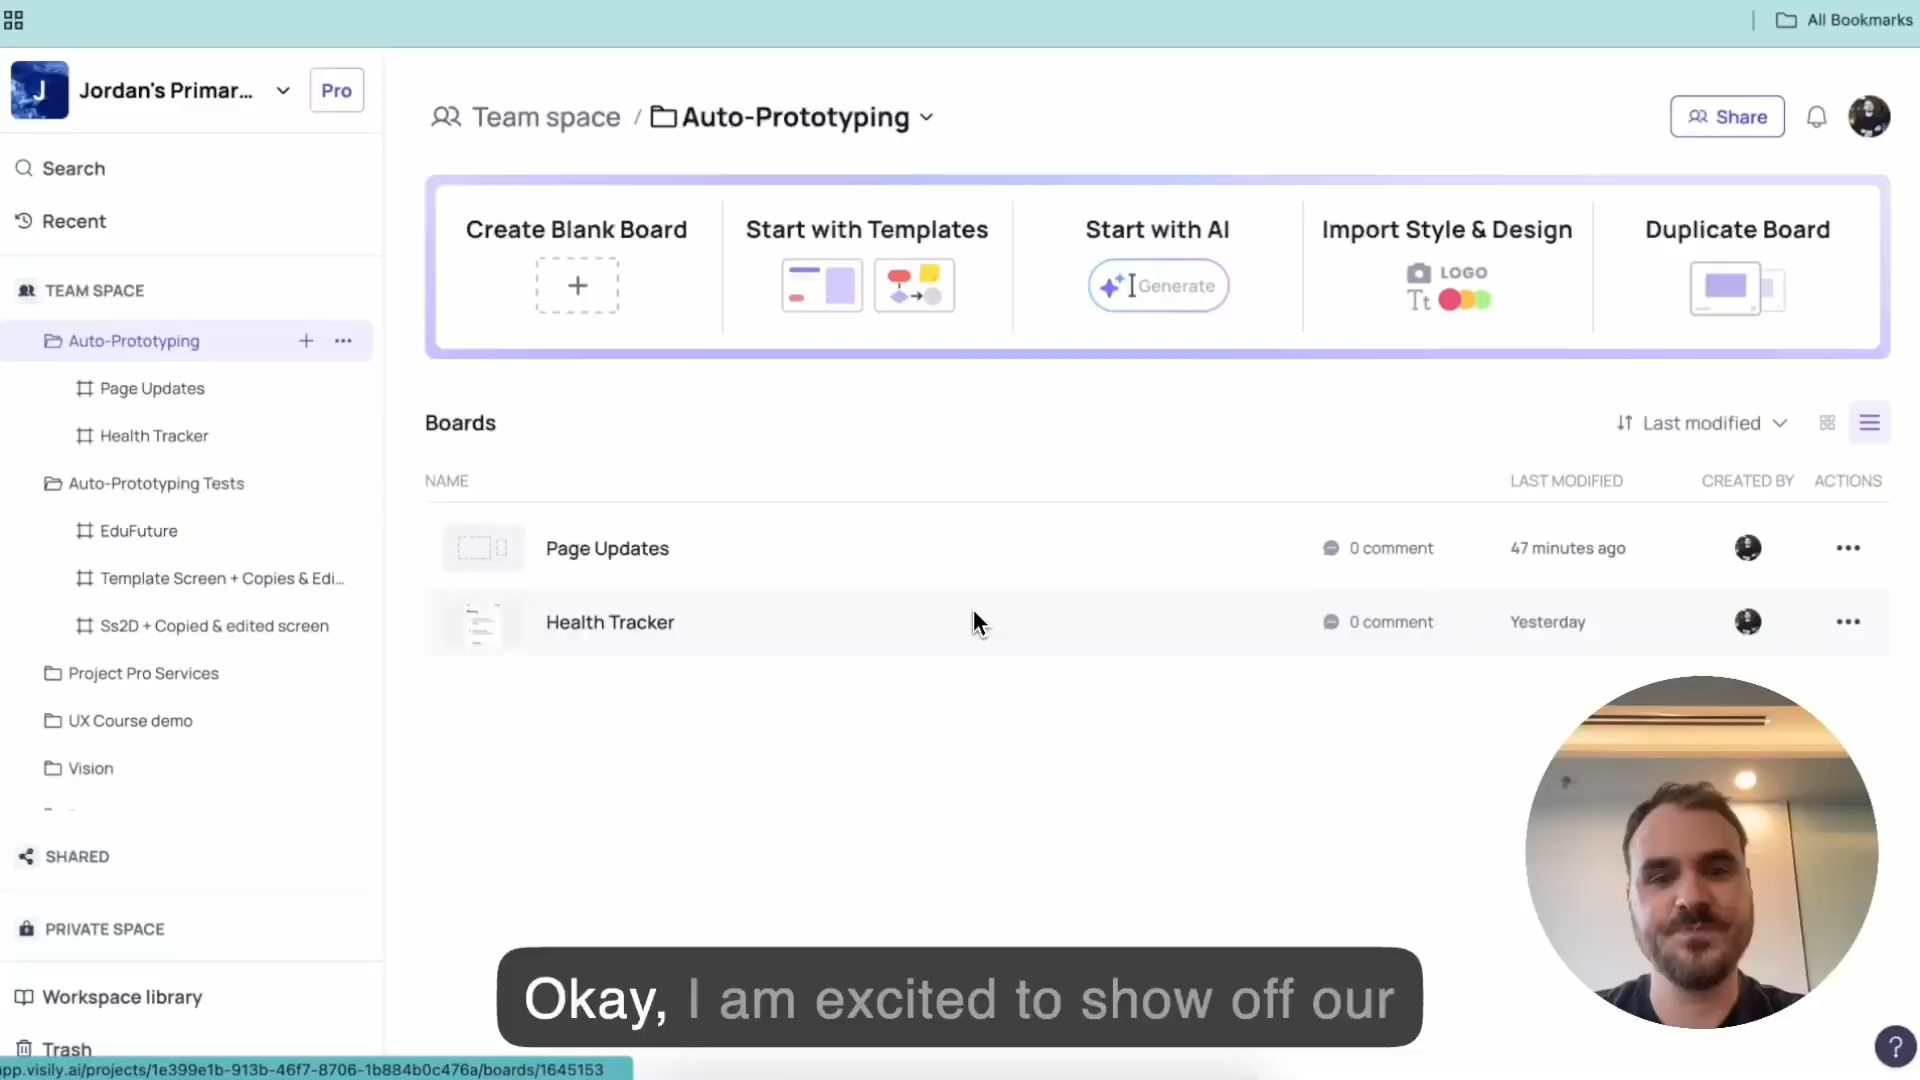 All Bookmarks
J
Jordan's Primar...
Pro
Team space / Auto-Prototyping
Share
Search
Recent
Create Blank Board
Start with Templates
Start with AI
Import Style & Design
Duplicate Board
Generate
LOGO
Tt
TEAM SPACE
Auto-Prototyping
Page Updates
Health Tracker
Auto-Prototyping Tests
EduFuture
Template Screen + Copies & Edi...
Ss2D + Copied & edited screen
Project Pro Services
UX Course demo
Vision
SHARED
PRIVATE SPACE
Workspace library
Trash
Boards
Last modified
NAME
LAST MODIFIED
CREATED BY
ACTIONS
Page Updates
0 comment
47 minutes ago
Health Tracker
0 comment
Yesterday
Okay, I am excited to show off our
?
app.visily.ai/projects/1e399e1b-913b-46f7-8706-1b884b0c476a/boards/1645153